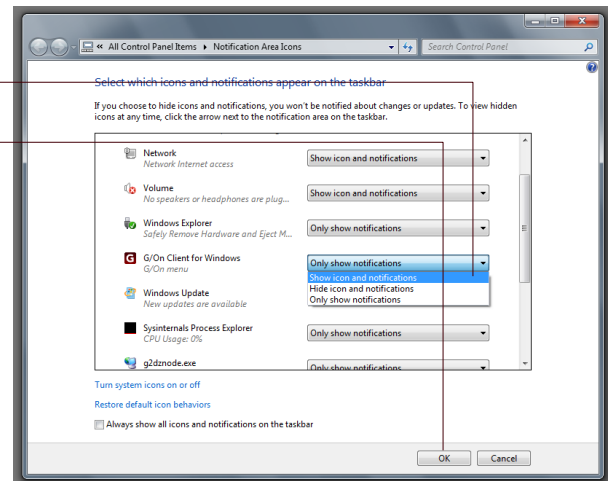 « All Control Panel Items ▸ Notification Area Icons
Search Control Panel
Select which icons and notifications appear on the taskbar
If you choose to hide icons and notifications, you won't be notified about changes or updates. To view hidden
icons at any time, click the arrow next to the notification area on the taskbar.
Network
Network Internet access
Show icon and notifications
Volume
No speakers or headphones are plug...
Show icon and notifications
Windows Explorer
Safely Remove Hardware and Eject M...
Only show notifications
G/On Client for Windows
G/On menu
Only show notifications
Show icon and notifications
Hide icon and notifications
Only show notifications
Windows Update
New updates are available
Sysinternals Process Explorer
CPU Usage: 0%
Only show notifications
g2dznode.exe
Only show notifications
Turn system icons on or off
Restore default icon behaviors
Always show all icons and notifications on the taskbar
OK
Cancel